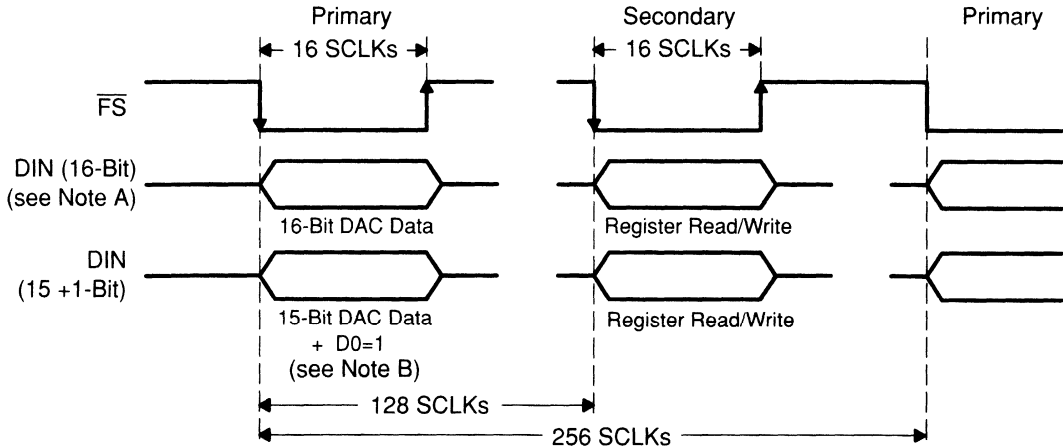 Primary Secondary Primary
16 SCLKs 16 SCLKs
FS
DIN (16-Bit)
(see Note A)
16-Bit DAC Data Register Read/Write
DIN
(15 +1-Bit)
15-Bit DAC Data Register Read/Write
+ D0=1
(see Note B)
128 SCLKs
256 SCLKs